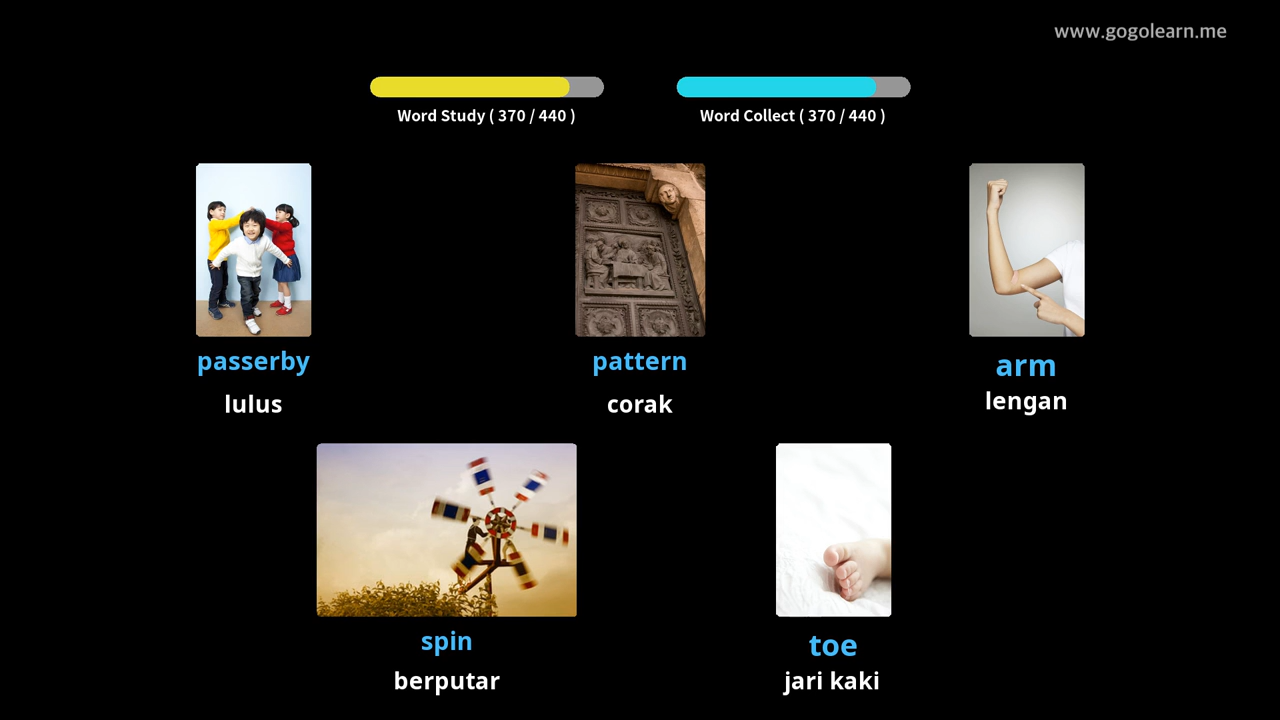 www.gogolearn.me
Word Study ( 370 / 440 )
Word Collect ( 370 / 440 )
passerby
lulus
pattern
corak
arm
lengan
spin
berputar
toe
jari kaki